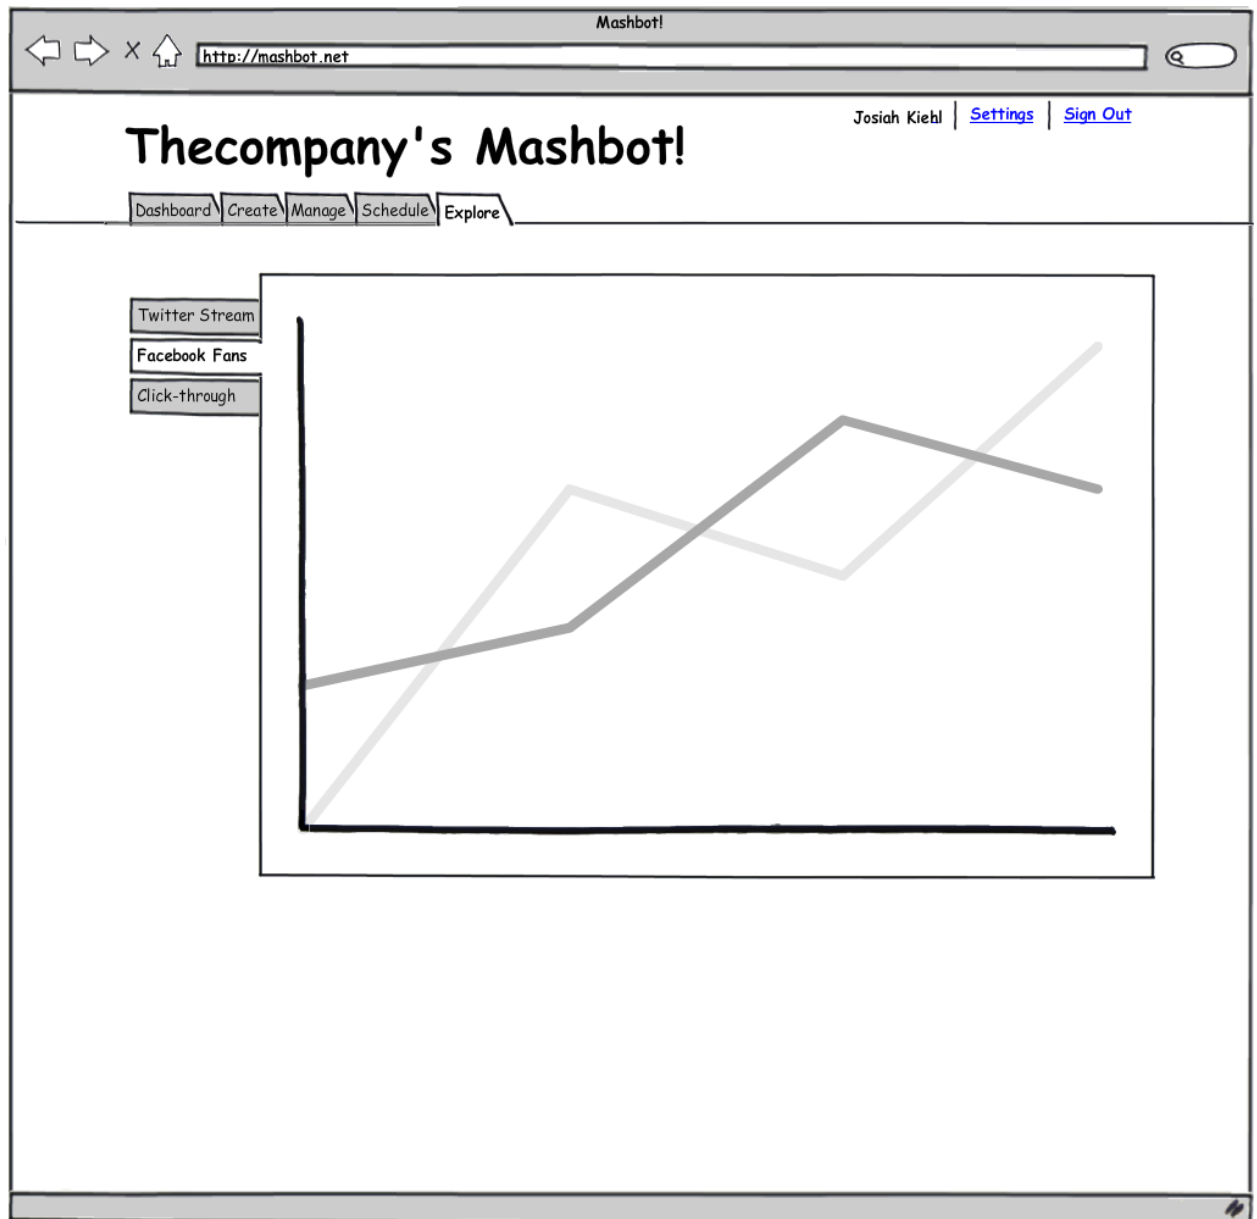 Mashbot!
http://mashbot.net
Josiah Kiehl | Settings | Sign Out
Thecompany's Mashbot!
Dashboard Create Manage Schedule Explore
Twitter Stream
Facebook Fans
Click-through